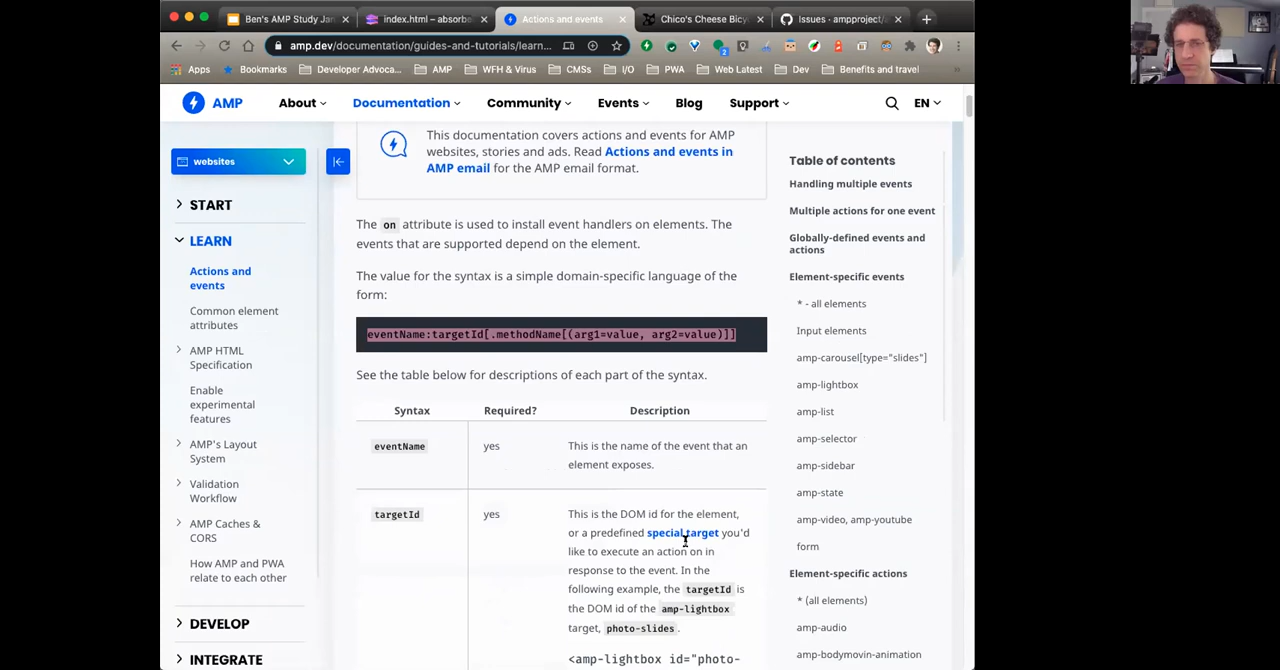 Ben's AMP Study Jan
index.html – absorbe
Actions and events
Chico's Cheese Bicy
Issues · ampproject/
amp.dev/documentation/guides-and-tutorials/learn...
2
Apps
Bookmarks
Developer Advoca...
AMP
WFH & Virus
CMSs
I/O
PWA
Web Latest
Dev
Benefits and travel
»
AMP
About
Documentation
Community
Events
Blog
Support
EN
websites
START
LEARN
Actions and
events
Common element
attributes
AMP HTML
Specification
Enable
experimental
features
AMP's Layout
System
Validation
Workflow
AMP Caches &
CORS
How AMP and PWA
relate to each other
DEVELOP
INTEGRATE
This documentation covers actions and events for AMP
websites, stories and ads. Read Actions and events in
AMP email for the AMP email format.
The on attribute is used to install event handlers on elements. The
events that are supported depend on the element.
The value for the syntax is a simple domain-specific language of the
form:
eventName:targetId[.methodName[(arg1=value, arg2=value)]]
See the table below for descriptions of each part of the syntax.
Syntax Required? Description
eventName yes This is the name of the event that an
element exposes.
targetId yes This is the DOM id for the element,
or a predefined special target you'd
like to execute an action on in
response to the event. In the
following example, the targetId is
the DOM id of the amp-lightbox
target, photo-slides.
<amp-lightbox id="photo-
Table of contents
Handling multiple events
Multiple actions for one event
Globally-defined events and
actions
Element-specific events
* - all elements
Input elements
amp-carousel[type="slides"]
amp-lightbox
amp-list
amp-selector
amp-sidebar
amp-state
amp-video, amp-youtube
form
Element-specific actions
* (all elements)
amp-audio
amp-bodymovin-animation